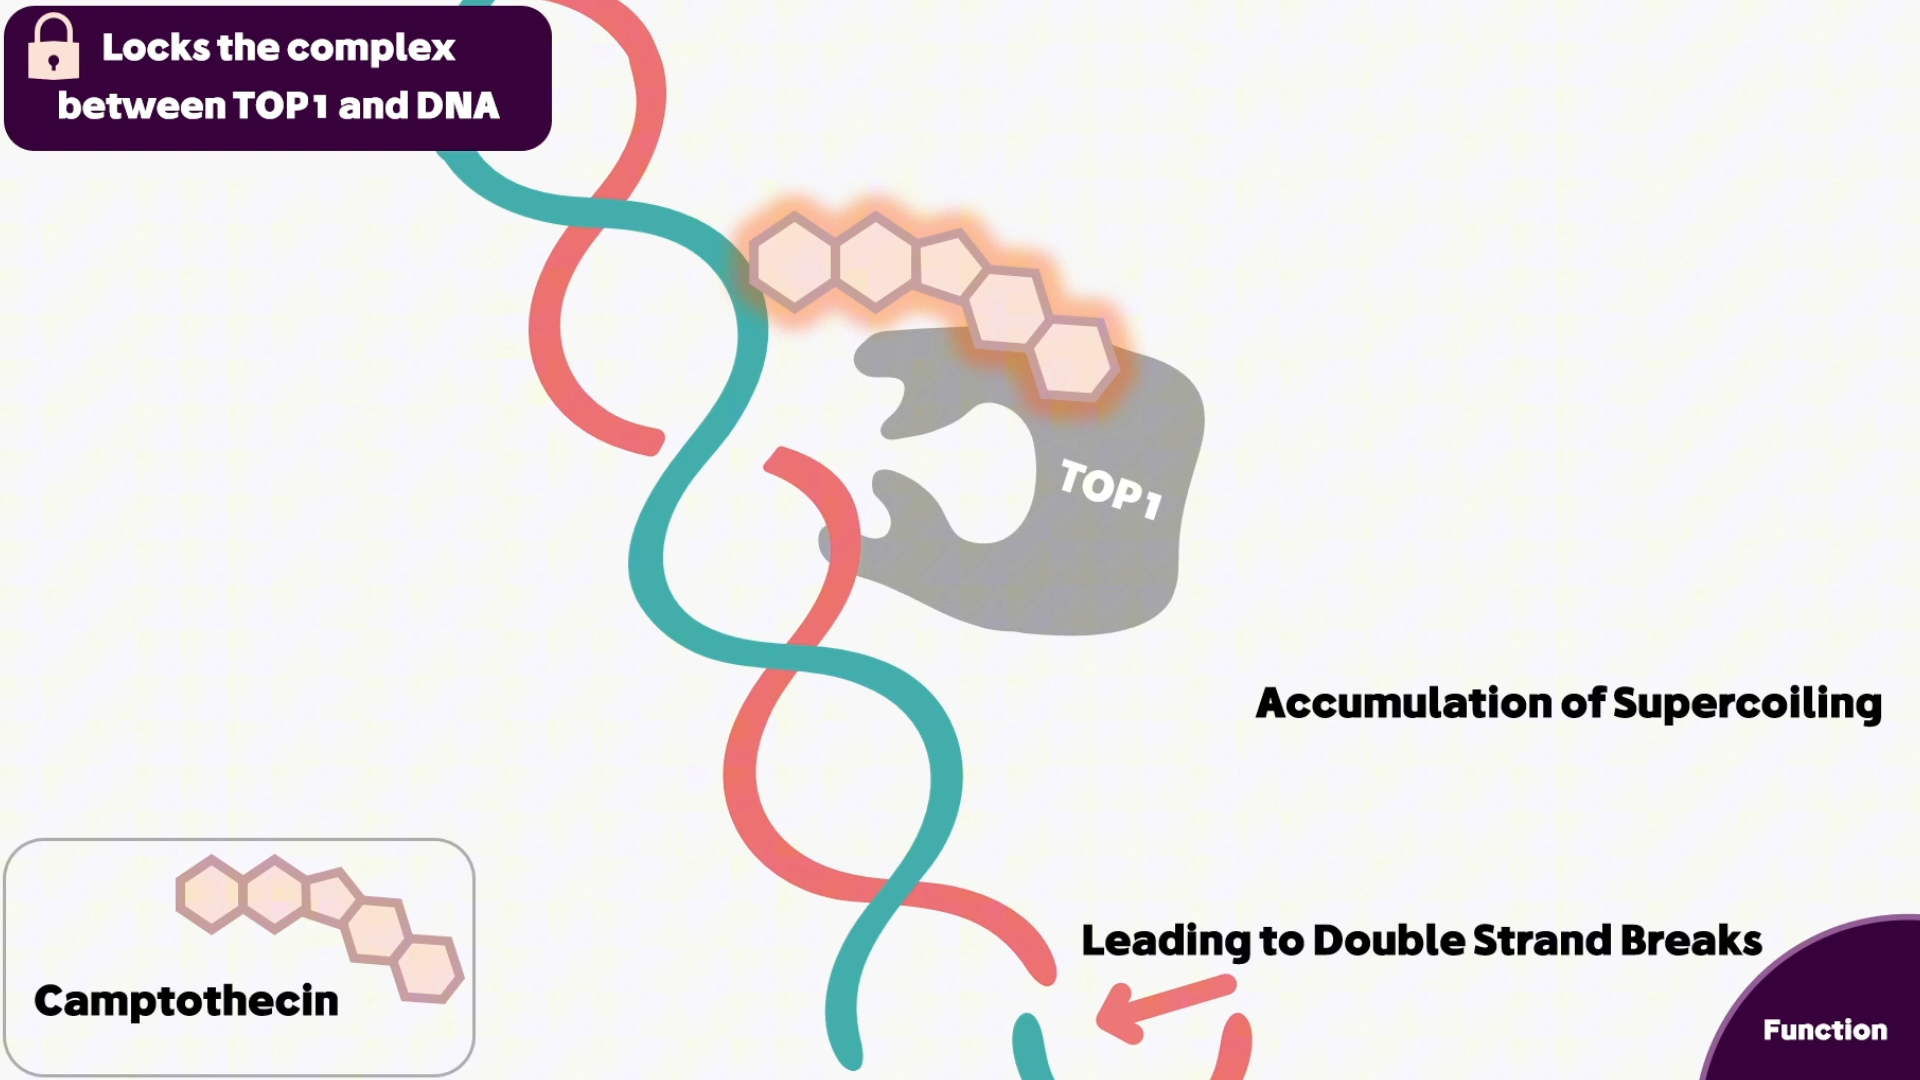 Locks the complex
between TOP1 and DNA
TOP1
Accumulation of Supercoiling
Leading to Double Strand Breaks
Camptothecin
Function